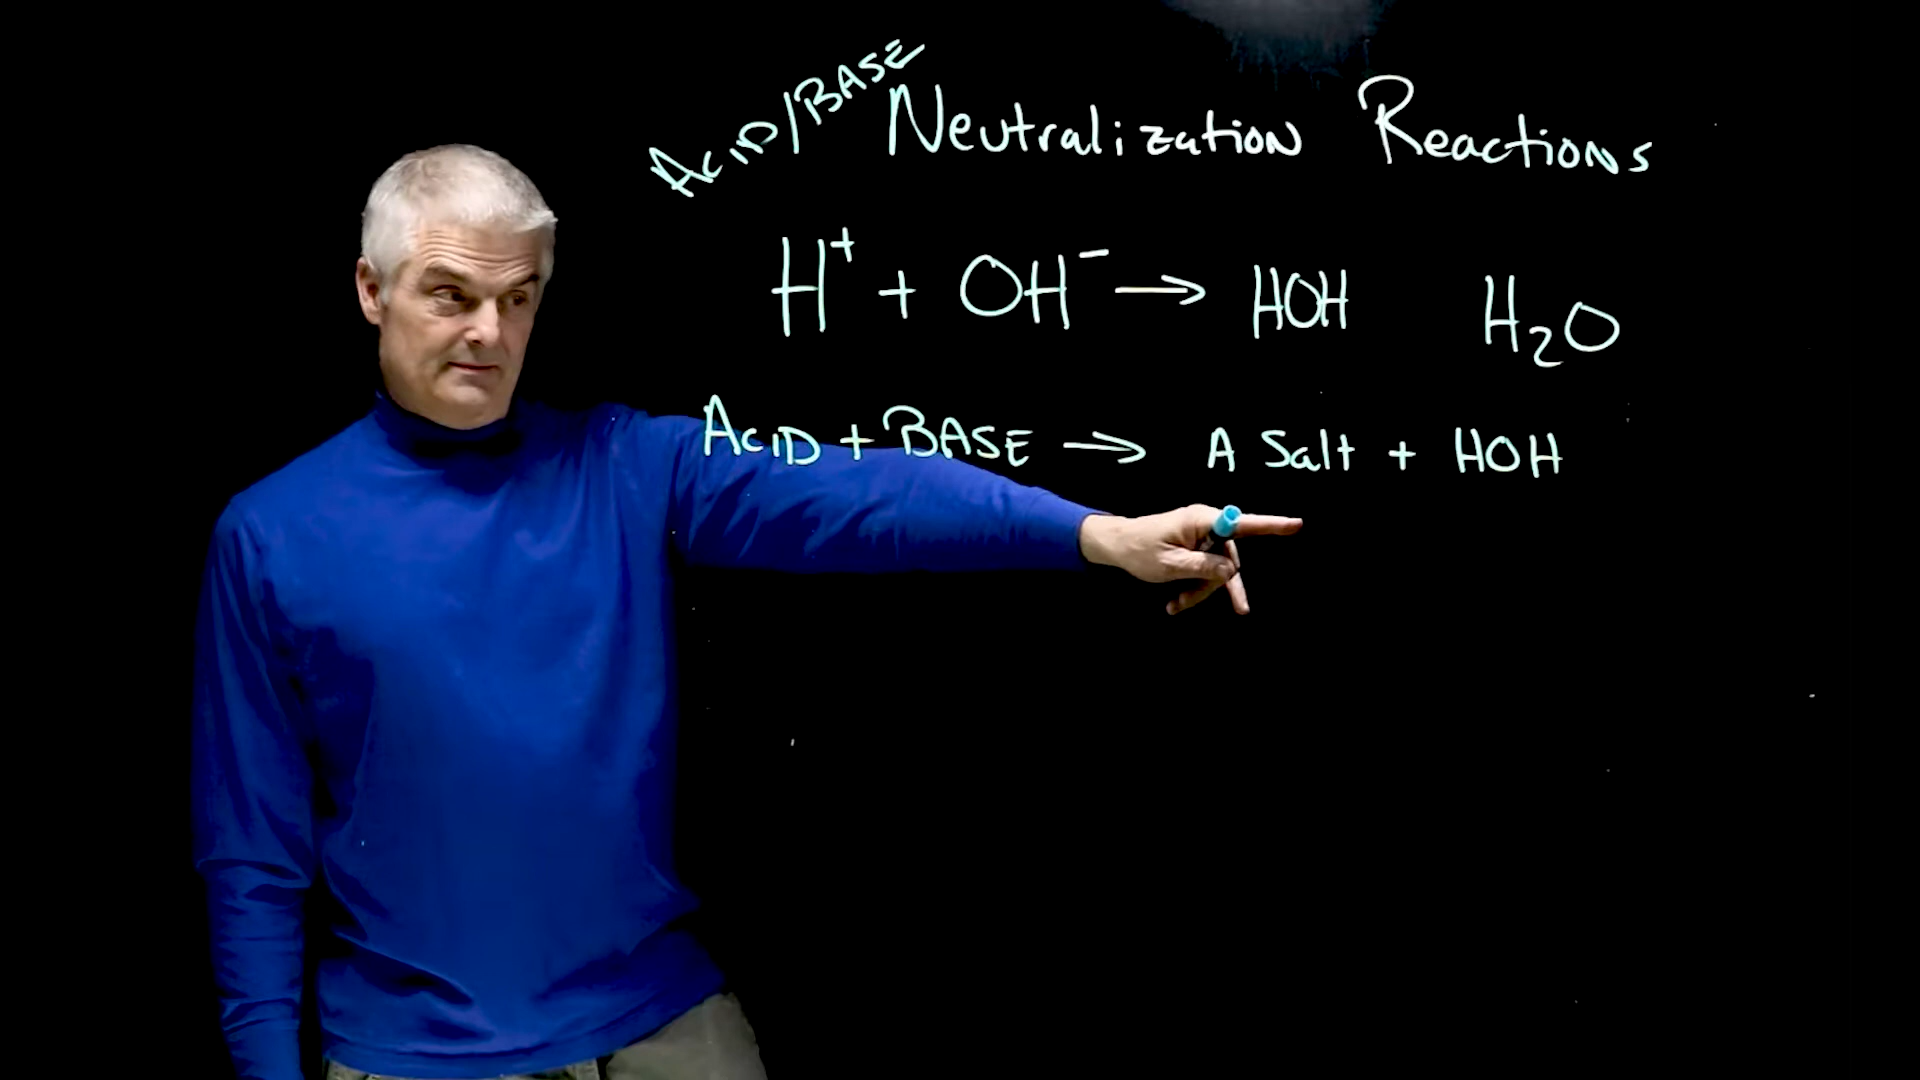 ACID/BASE Neutralization Reactions
H⁺ + OH⁻ → HOH H₂O
ACID + BASE → A Salt + HOH